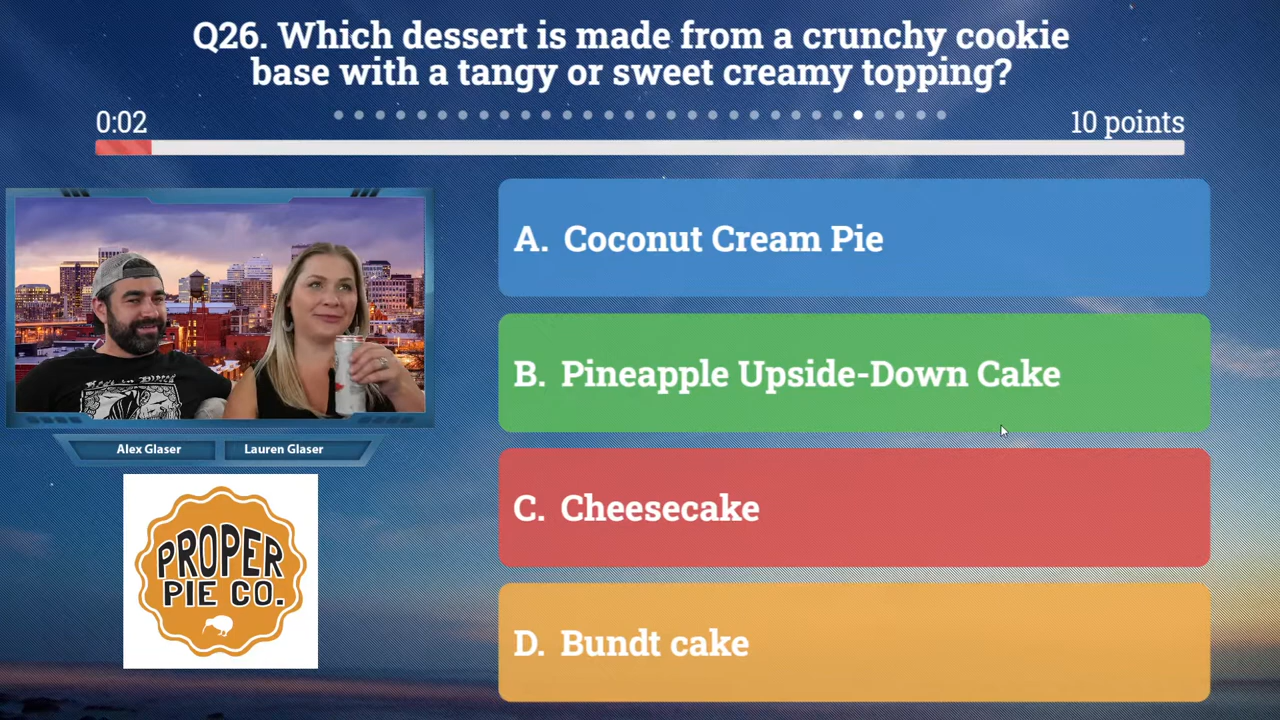 Q26. Which dessert is made from a crunchy cookie
base with a tangy or sweet creamy topping?
0:02
10 points
A. Coconut Cream Pie
B. Pineapple Upside-Down Cake
C. Cheesecake
D. Bundt cake
Alex Glaser
Lauren Glaser
PROPER
PIE CO.